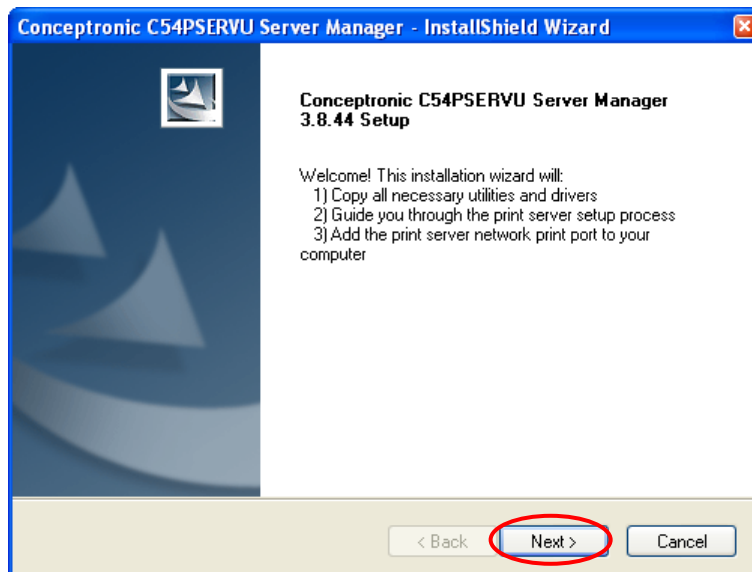 Conceptronic C54PSERVU Server Manager - InstallShield Wizard
Conceptronic C54PSERVU Server Manager
3.8.44 Setup
Welcome! This installation wizard will:
1) Copy all necessary utilities and drivers
2) Guide you through the print server setup process
3) Add the print server network print port to your
computer
< Back
Next >
Cancel